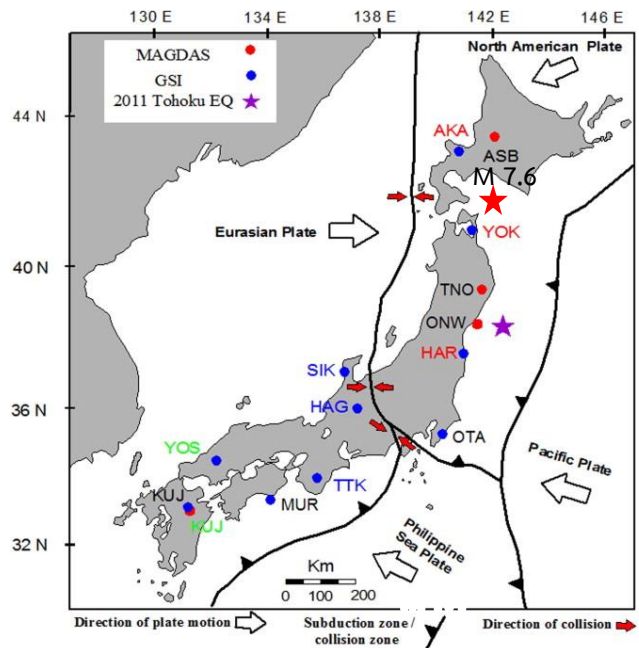 130 E 134 E 138 E 142 E 146 E
MAGDAS
GSI
2011 Tohoku EQ
North American Plate
44 N
AKA
ASB
M 7.6
Eurasian Plate
YOK
40 N
TNO
ONW
HAR
SIK
36 N
HAG
OTA
YOS
Pacific Plate
TTK
KUJ
MUR
KUJ
Philippine
Sea Plate
32 N
Km
0 100 200
Direction of plate motion
Subduction zone /
collision zone
Direction of collision